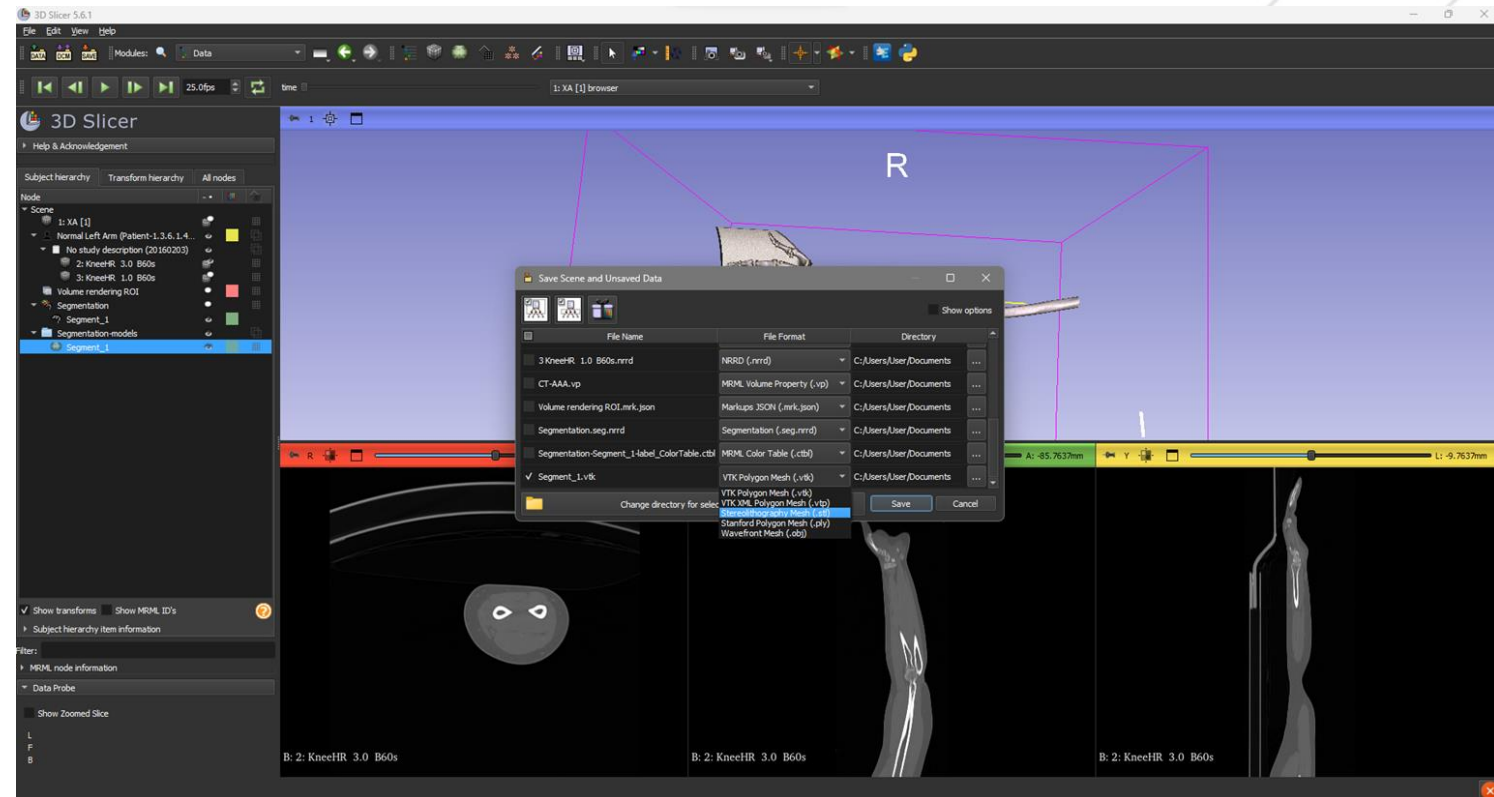 3D Slicer 5.6.1
File Edit View Help
DATA DCM SAVE Modules: Data
25.0fps time 1: XA [1] browser
3D Slicer
1
Help & Acknowledgement
Subject hierarchy Transform hierarchy All nodes
Node
Scene
1: XA [1]
Normal Left Arm (Patient-1.3.6.1.4...
No study description (20160203)
2: KneeHR 3.0 B60s
3: KneeHR 1.0 B60s
Volume rendering ROI
Segmentation
Segment_1
Segmentation-models
Segment_1
R
Save Scene and Unsaved Data
Show options
File Name File Format Directory
3 KneeHR 1.0 B60s.nrrd NRRD (.nrrd) C:/Users/User/Documents ...
CT-AAA.vp MRML Volume Property (.vp) C:/Users/User/Documents ...
Volume rendering ROI.mrk.json Markups JSON (.mrk.json) C:/Users/User/Documents ...
Segmentation.seg.nrrd Segmentation (.seg.nrrd) C:/Users/User/Documents ...
Segmentation-Segment_1-label_ColorTable.ctbl MRML Color Table (.ctbl) C:/Users/User/Documents ...
Segment_1.vtk VTK Polygon Mesh (.vtk) C:/Users/User/Documents ...
VTK Polygon Mesh (.vtk)
VTK XML Polygon Mesh (.vtp)
Stereolithography Mesh (.stl)
Stanford Polygon Mesh (.ply)
Wavefront Mesh (.obj)
Change directory for selec Save Cancel
R A: -85.7637mm Y L: -9.7637mm
Show transforms Show MRML ID's
Subject hierarchy item information
Filter:
MRML node information
Data Probe
Show Zoomed Slice
L
F
B
B: 2: KneeHR 3.0 B60s B: 2: KneeHR 3.0 B60s B: 2: KneeHR 3.0 B60s